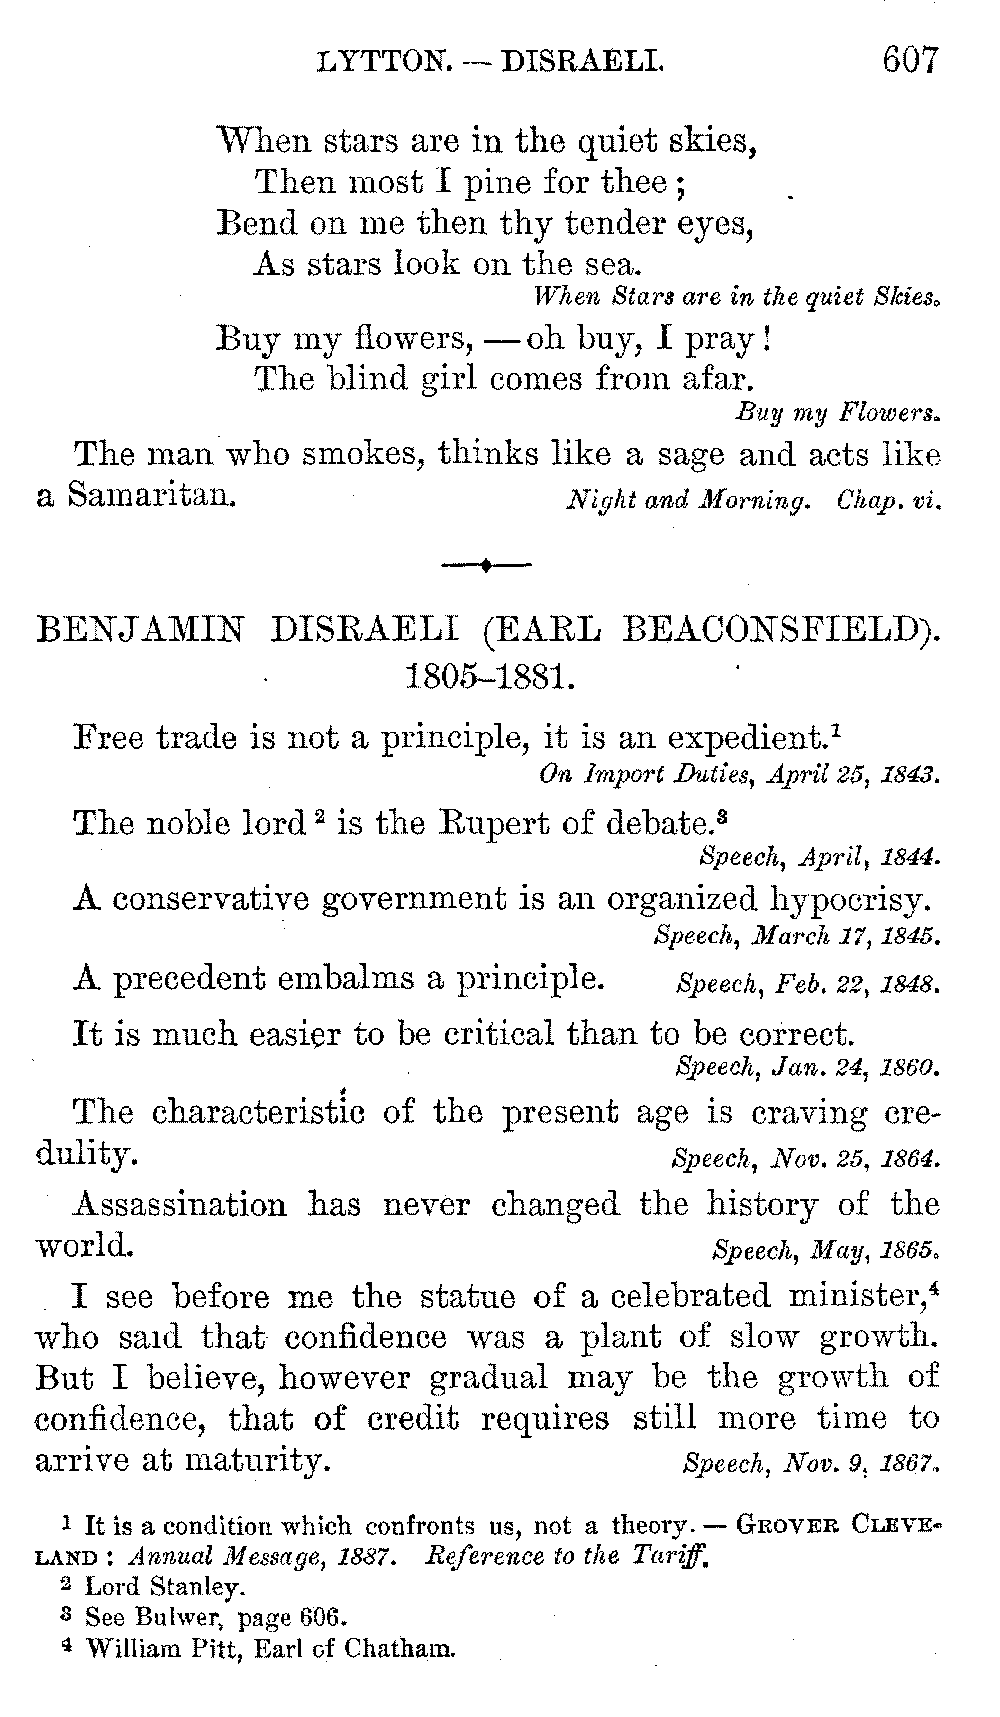 LYTTON. — DISRAELI. 607
When stars are in the quiet skies,
Then most I pine for thee;
Bend on me then thy tender eyes,
As stars look on the sea.
When Stars are in the quiet Skies.
Buy my flowers, — oh buy, I pray!
The blind girl comes from afar.
Buy my Flowers.
The man who smokes, thinks like a sage and acts like
a Samaritan. Night and Morning. Chap. vi.
BENJAMIN DISRAELI (EARL BEACONSFIELD).
1805–1881.
Free trade is not a principle, it is an expedient.¹
On Import Duties, April 25, 1843.
The noble lord² is the Rupert of debate.³
Speech, April, 1844.
A conservative government is an organized hypocrisy.
Speech, March 17, 1845.
A precedent embalms a principle. Speech, Feb. 22, 1848.
It is much easier to be critical than to be correct.
Speech, Jan. 24, 1860.
The characteristic of the present age is craving cre-
dulity. Speech, Nov. 25, 1864.
Assassination has never changed the history of the
world. Speech, May, 1865.
I see before me the statue of a celebrated minister,⁴
who said that confidence was a plant of slow growth.
But I believe, however gradual may be the growth of
confidence, that of credit requires still more time to
arrive at maturity. Speech, Nov. 9, 1867.
¹ It is a condition which confronts us, not a theory. — GROVER CLEVE-
LAND: Annual Message, 1887. Reference to the Tariff.
² Lord Stanley.
³ See Bulwer, page 606.
⁴ William Pitt, Earl of Chatham.